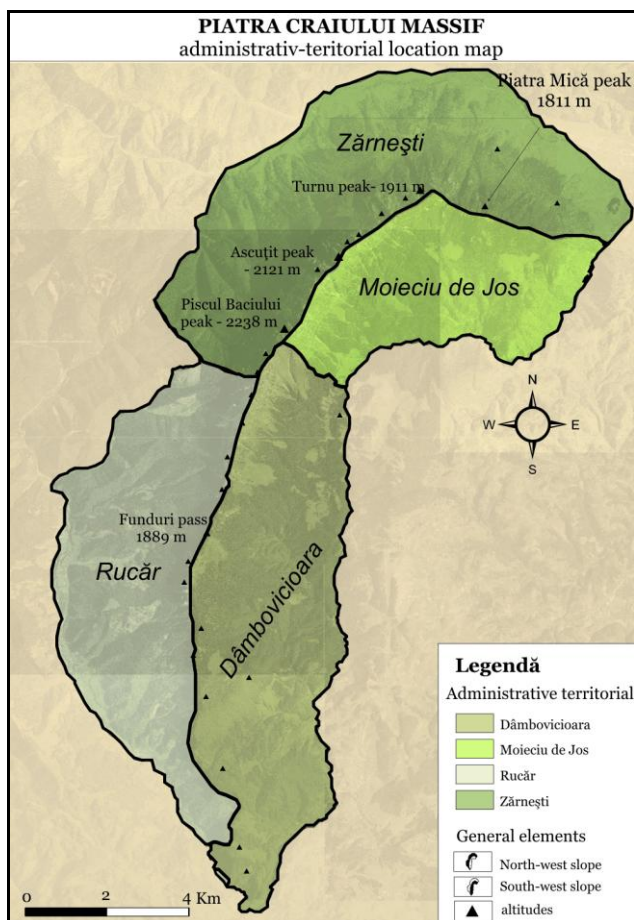 PIATRA CRAIULUI MASSIF
administrativ-teritorial location map
Piatra Mică peak
1811 m
Zărneşti
Turnu peak- 1911 m
Ascuțit peak
- 2121 m
Moieciu de Jos
Piscul Baciului
peak - 2238 m
N
W
E
S
Funduri pass
1889 m
Rucăr
Dâmbovicioara
Legendă
Administrative territorial
Dâmbovicioara
Moieciu de Jos
Rucăr
Zărneşti
General elements
North-west slope
South-west slope
altitudes
0 2 4 Km